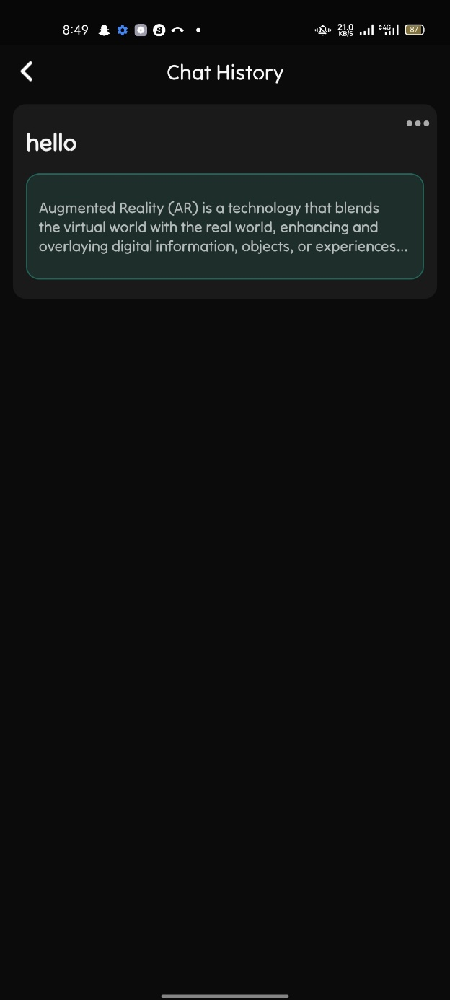 8:49 21.0 KB/S 4G 87
Chat History
hello
Augmented Reality (AR) is a technology that blends
the virtual world with the real world, enhancing and
overlaying digital information, objects, or experiences...